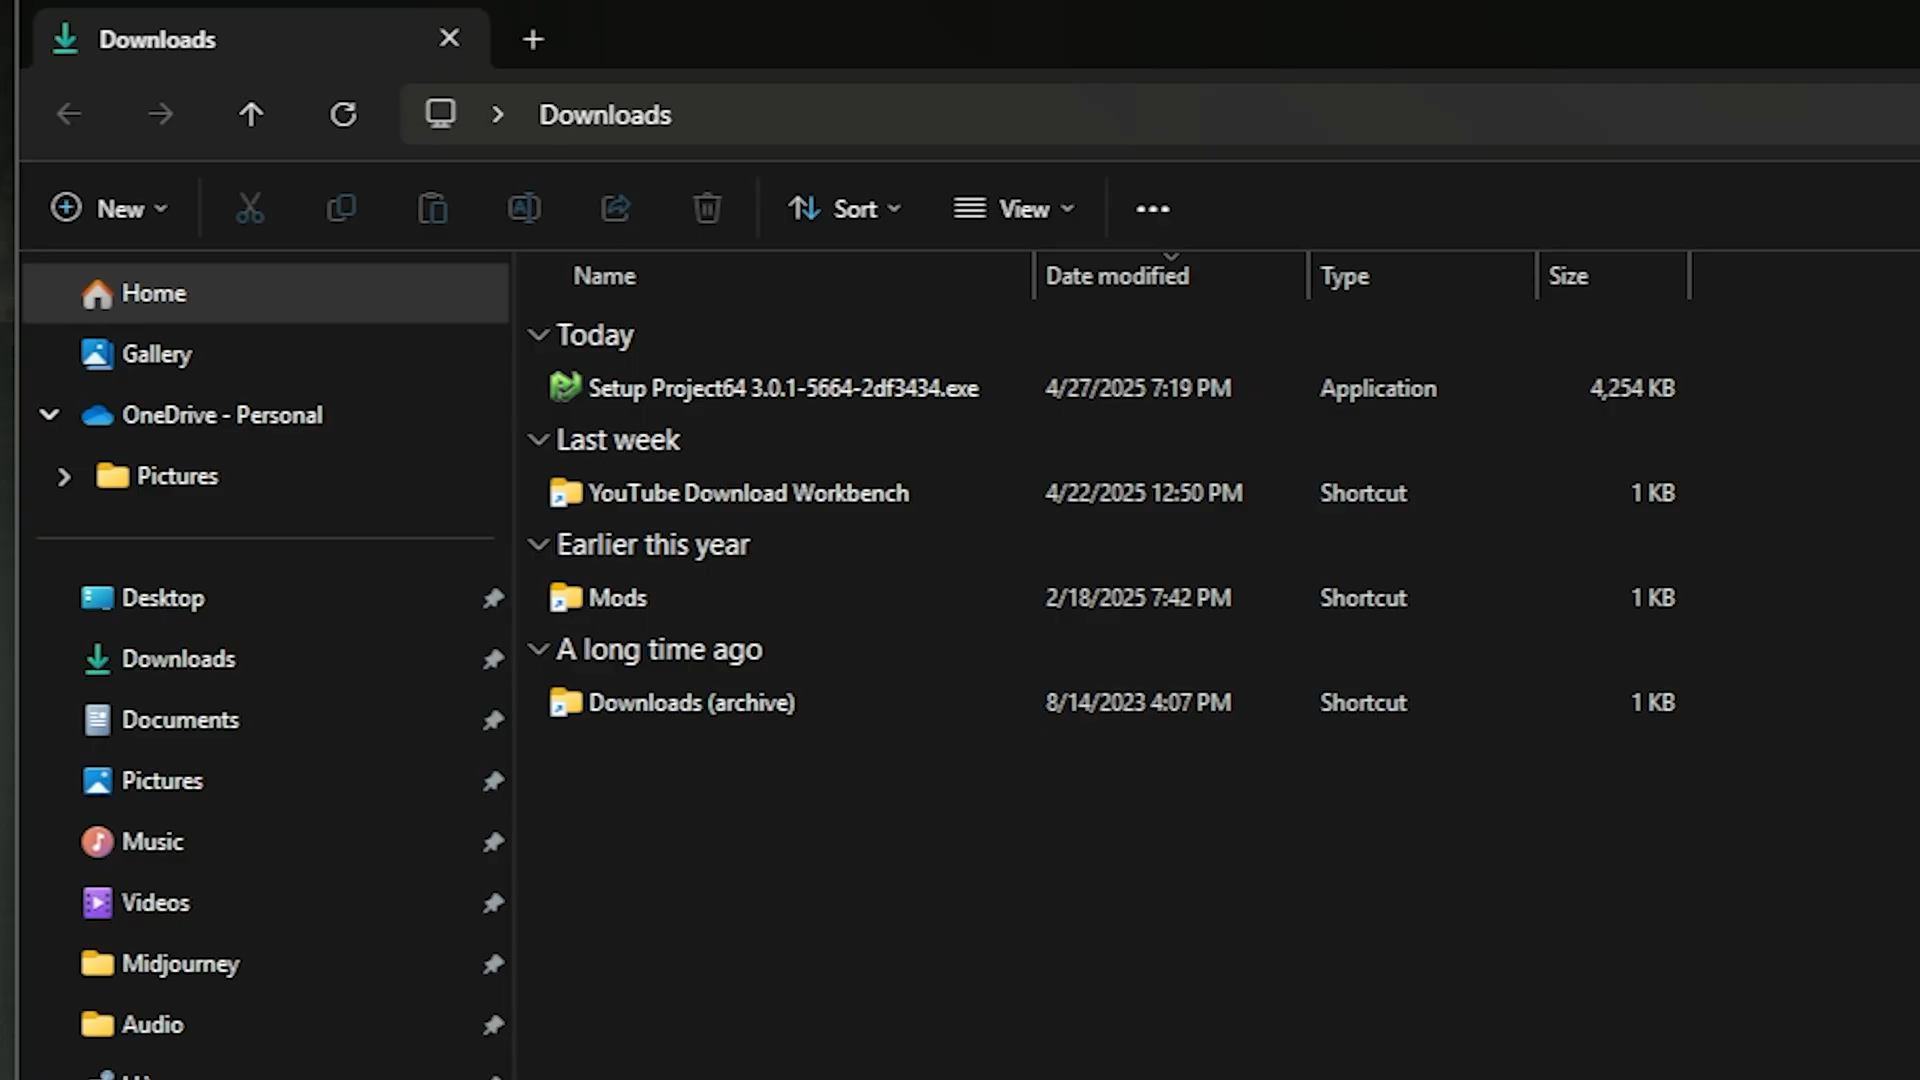 Downloads
Downloads
New
Sort
View
Name Date modified Type Size
Home
Gallery
OneDrive - Personal
Pictures
Desktop
Downloads
Documents
Pictures
Music
Videos
Midjourney
Audio
Today
Setup Project64 3.0.1-5664-2df3434.exe 4/27/2025 7:19 PM Application 4,254 KB
Last week
YouTube Download Workbench 4/22/2025 12:50 PM Shortcut 1 KB
Earlier this year
Mods 2/18/2025 7:42 PM Shortcut 1 KB
A long time ago
Downloads (archive) 8/14/2023 4:07 PM Shortcut 1 KB